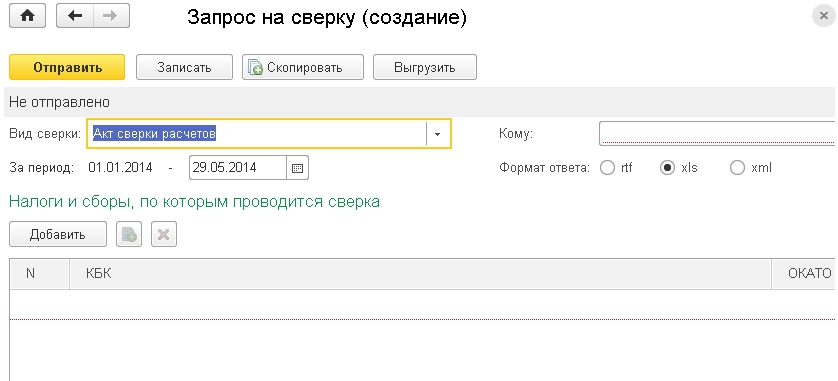 Запрос на сверку (создание)
Отправить Записать Скопировать Выгрузить
Не отправлено
Вид сверки: Акт сверки расчетов Кому:
За период: 01.01.2014 - 29.05.2014 Формат ответа: rtf xls xml
Налоги и сборы, по которым проводится сверка
Добавить
N КБК ОКАТО